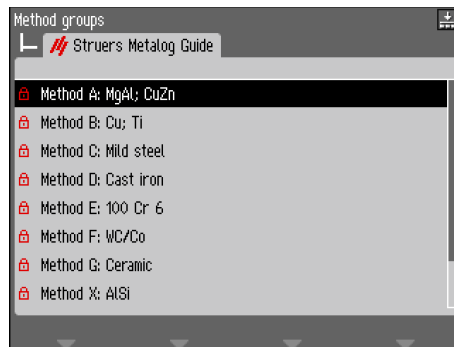 Method groups
Struers Metalog Guide
Method A: MgAl; CuZn
Method B: Cu; Ti
Method C: Mild steel
Method D: Cast iron
Method E: 100 Cr 6
Method F: WC/Co
Method G: Ceramic
Method X: AlSi